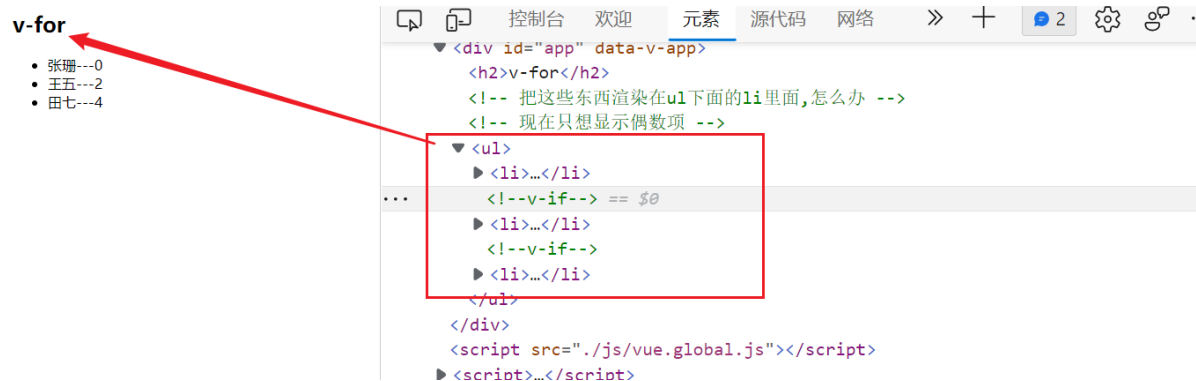 v-for
张珊---0
王五---2
田七---4
控制台 欢迎 元素 源代码 网络 2
<div id="app" data-v-app>
<h2>v-for</h2>
<!-- 把这些东西渲染在ul下面的li里面,怎么办 -->
<!-- 现在只想显示偶数项 -->
<ul>
<li>…</li>
<!--v-if--> == $0
<li>…</li>
<!--v-if-->
<li>…</li>
</ul>
</div>
<script src="./js/vue.global.js"></script>
<script>…</script>